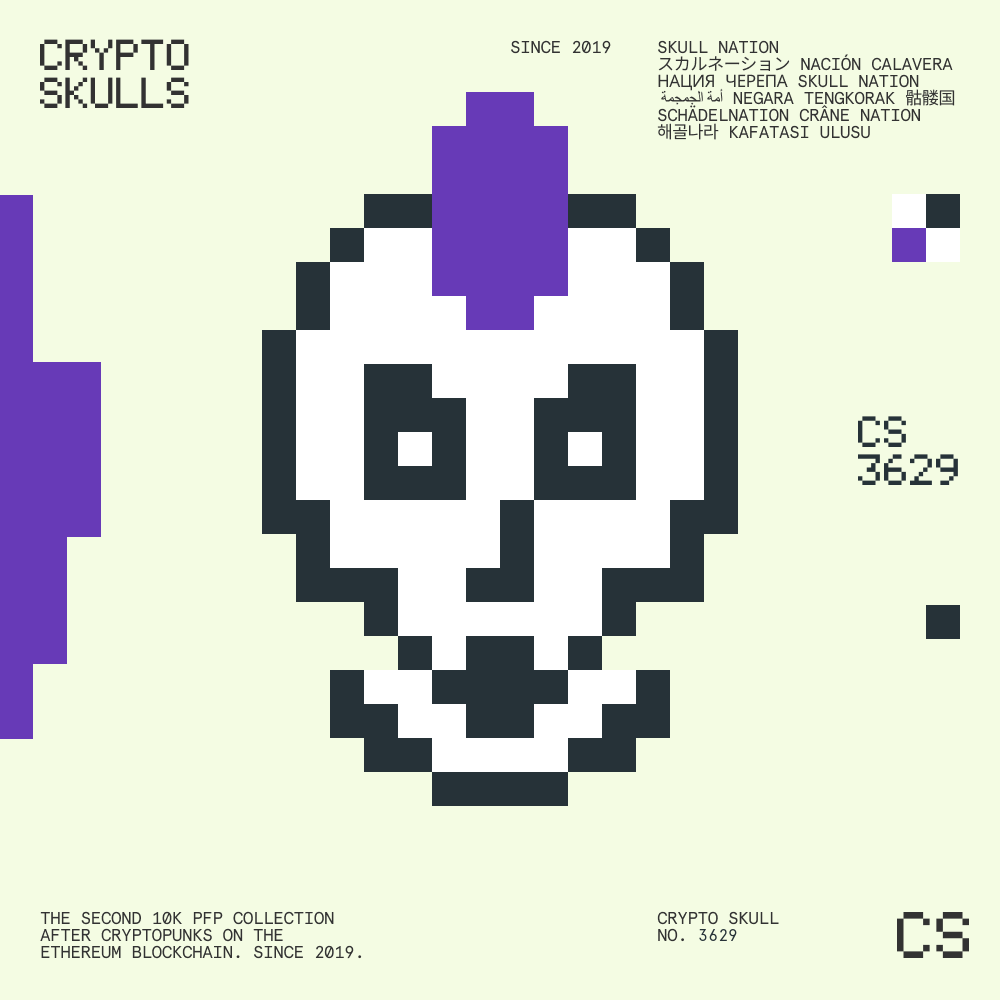 CRYPTO
SKULLS
SINCE 2019
SKULL NATION
スカルネーション NACIÓN CALAVERA
НАЦИЯ ЧЕРЕПА SKULL NATION
أمة الجمجمة NEGARA TENGKORAK 骷髅国
SCHÄDELNATION CRÂNE NATION
해골나라 KAFATASI ULUSU
CS
3629
THE SECOND 10K PFP COLLECTION
AFTER CRYPTOPUNKS ON THE
ETHEREUM BLOCKCHAIN. SINCE 2019.
CRYPTO SKULL
NO. 3629
CS